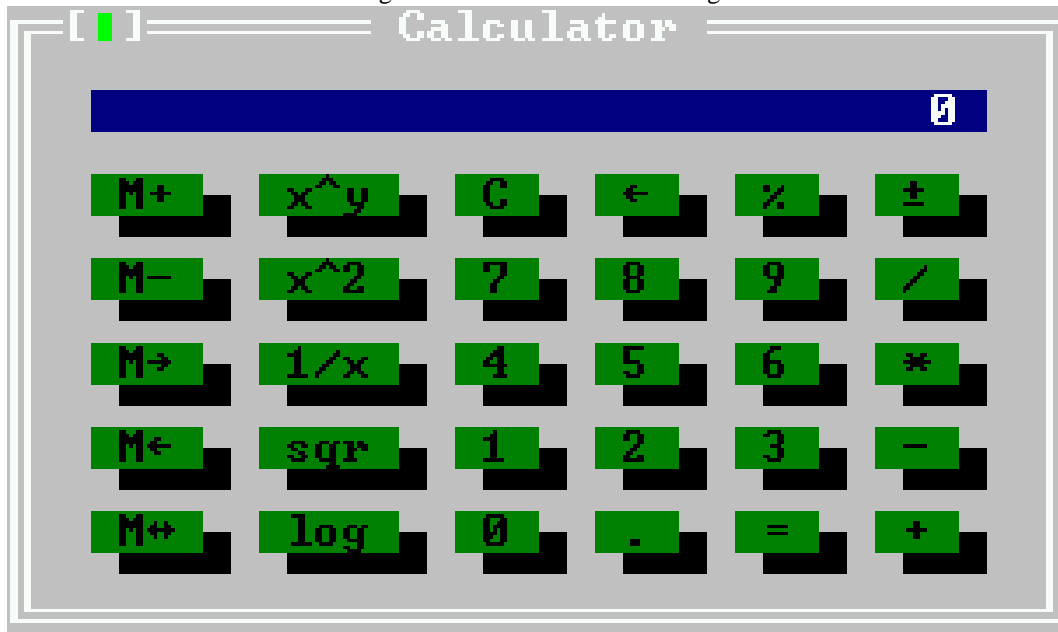 [▮] Calculator
0
M+ x^y C ← % ±
M- x^2 7 8 9 /
M→ 1/x 4 5 6 *
M← sqr 1 2 3 -
M↔ log 0 . = +